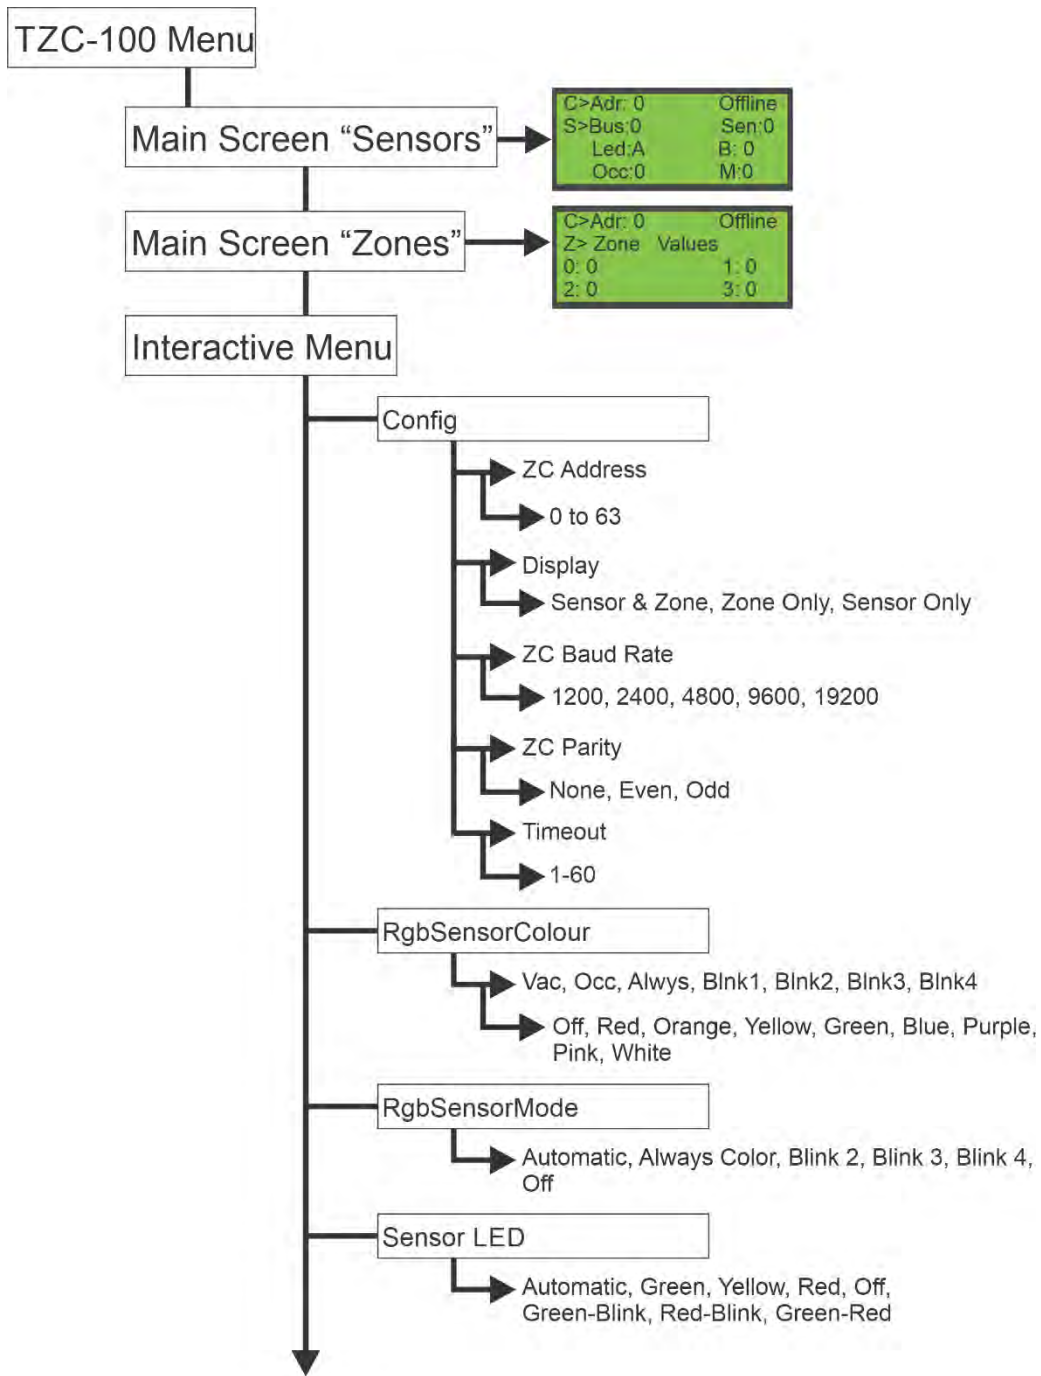 TZC-100 Menu
Main Screen “Sensors”
C>Adr: 0 Offline
S>Bus:0 Sen:0
Led:A B: 0
Occ:0 M:0
Main Screen “Zones”
C>Adr: 0 Offline
Z> Zone Values
0: 0 1: 0
2: 0 3: 0
Interactive Menu
Config
ZC Address
0 to 63
Display
Sensor & Zone, Zone Only, Sensor Only
ZC Baud Rate
1200, 2400, 4800, 9600, 19200
ZC Parity
None, Even, Odd
Timeout
1-60
RgbSensorColour
Vac, Occ, Alwys, Blnk1, Blnk2, Blnk3, Blnk4
Off, Red, Orange, Yellow, Green, Blue, Purple,
Pink, White
RgbSensorMode
Automatic, Always Color, Blink 2, Blink 3, Blink 4,
Off
Sensor LED
Automatic, Green, Yellow, Red, Off,
Green-Blink, Red-Blink, Green-Red